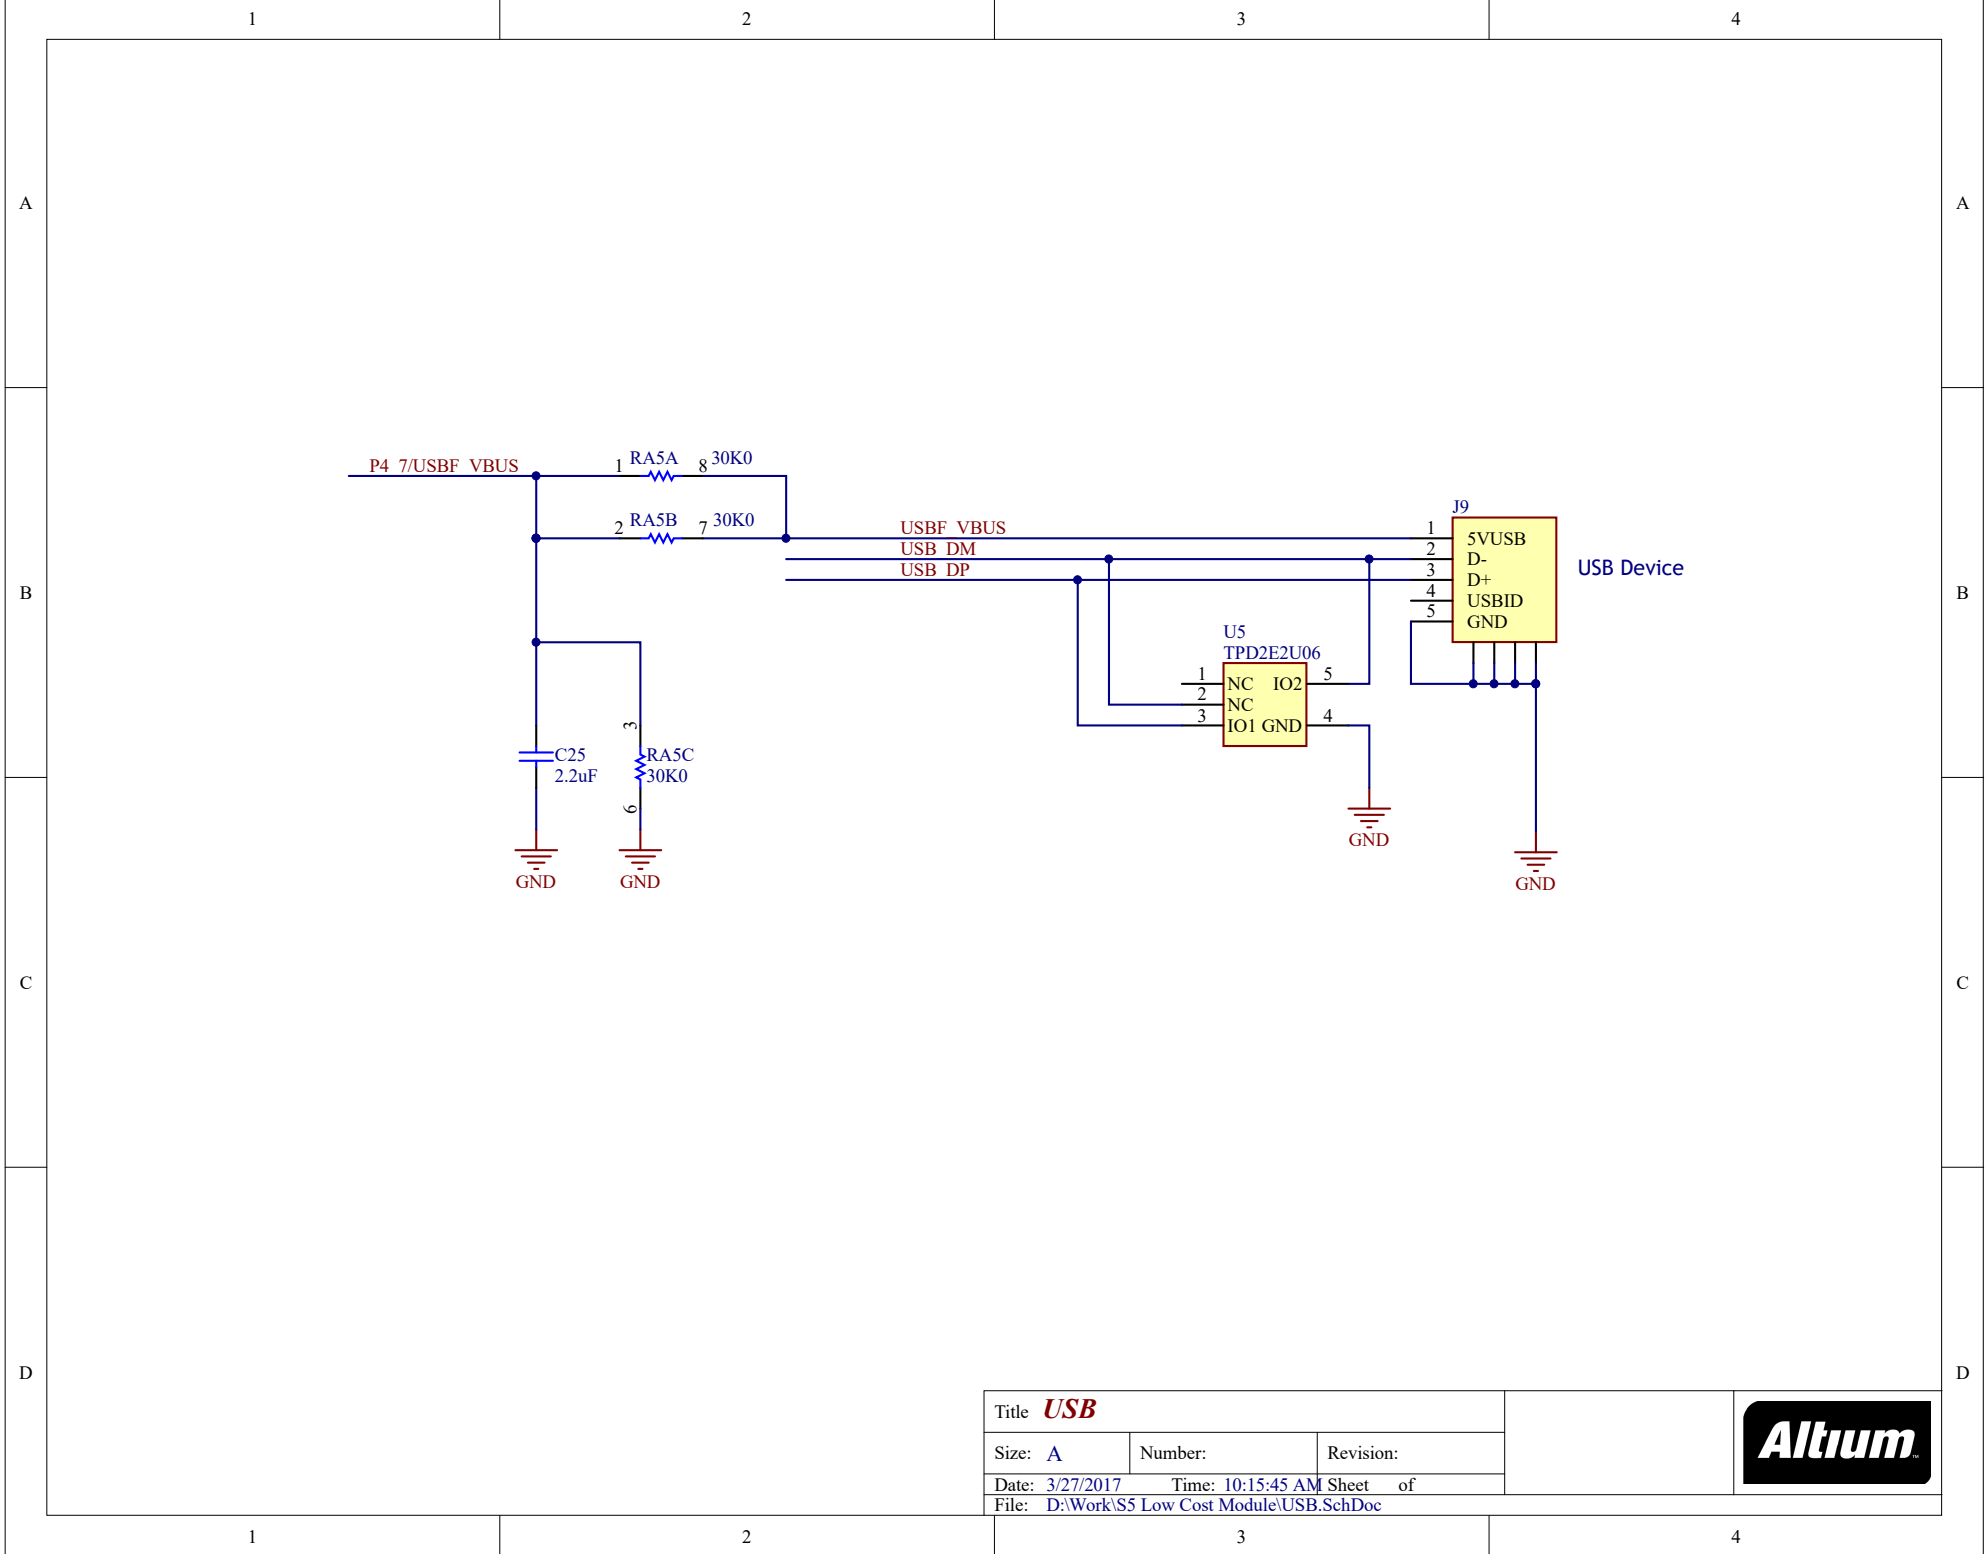 1 2 3 4
A A
P4_7/USBF_VBUS 1 RA5A 8 30K0
2 RA5B 7 30K0
USBF_VBUS
USB_DM
USB_DP
J9
1 5VUSB
2 D-
3 D+
4 USBID
5 GND
USB Device
B B
U5
TPD2E2U06
1 NC IO2 5
2 NC
3 IO1 GND 4
3
C25
2.2uF
RA5C
30K0
6
GND
GND
GND
GND
C C
D D
Title USB
Size: A Number: Revision:
Date: 3/27/2017 Time: 10:15:45 AM Sheet of
File: D:\Work\S5 Low Cost Module\USB.SchDoc
Altium
1 2 3 4